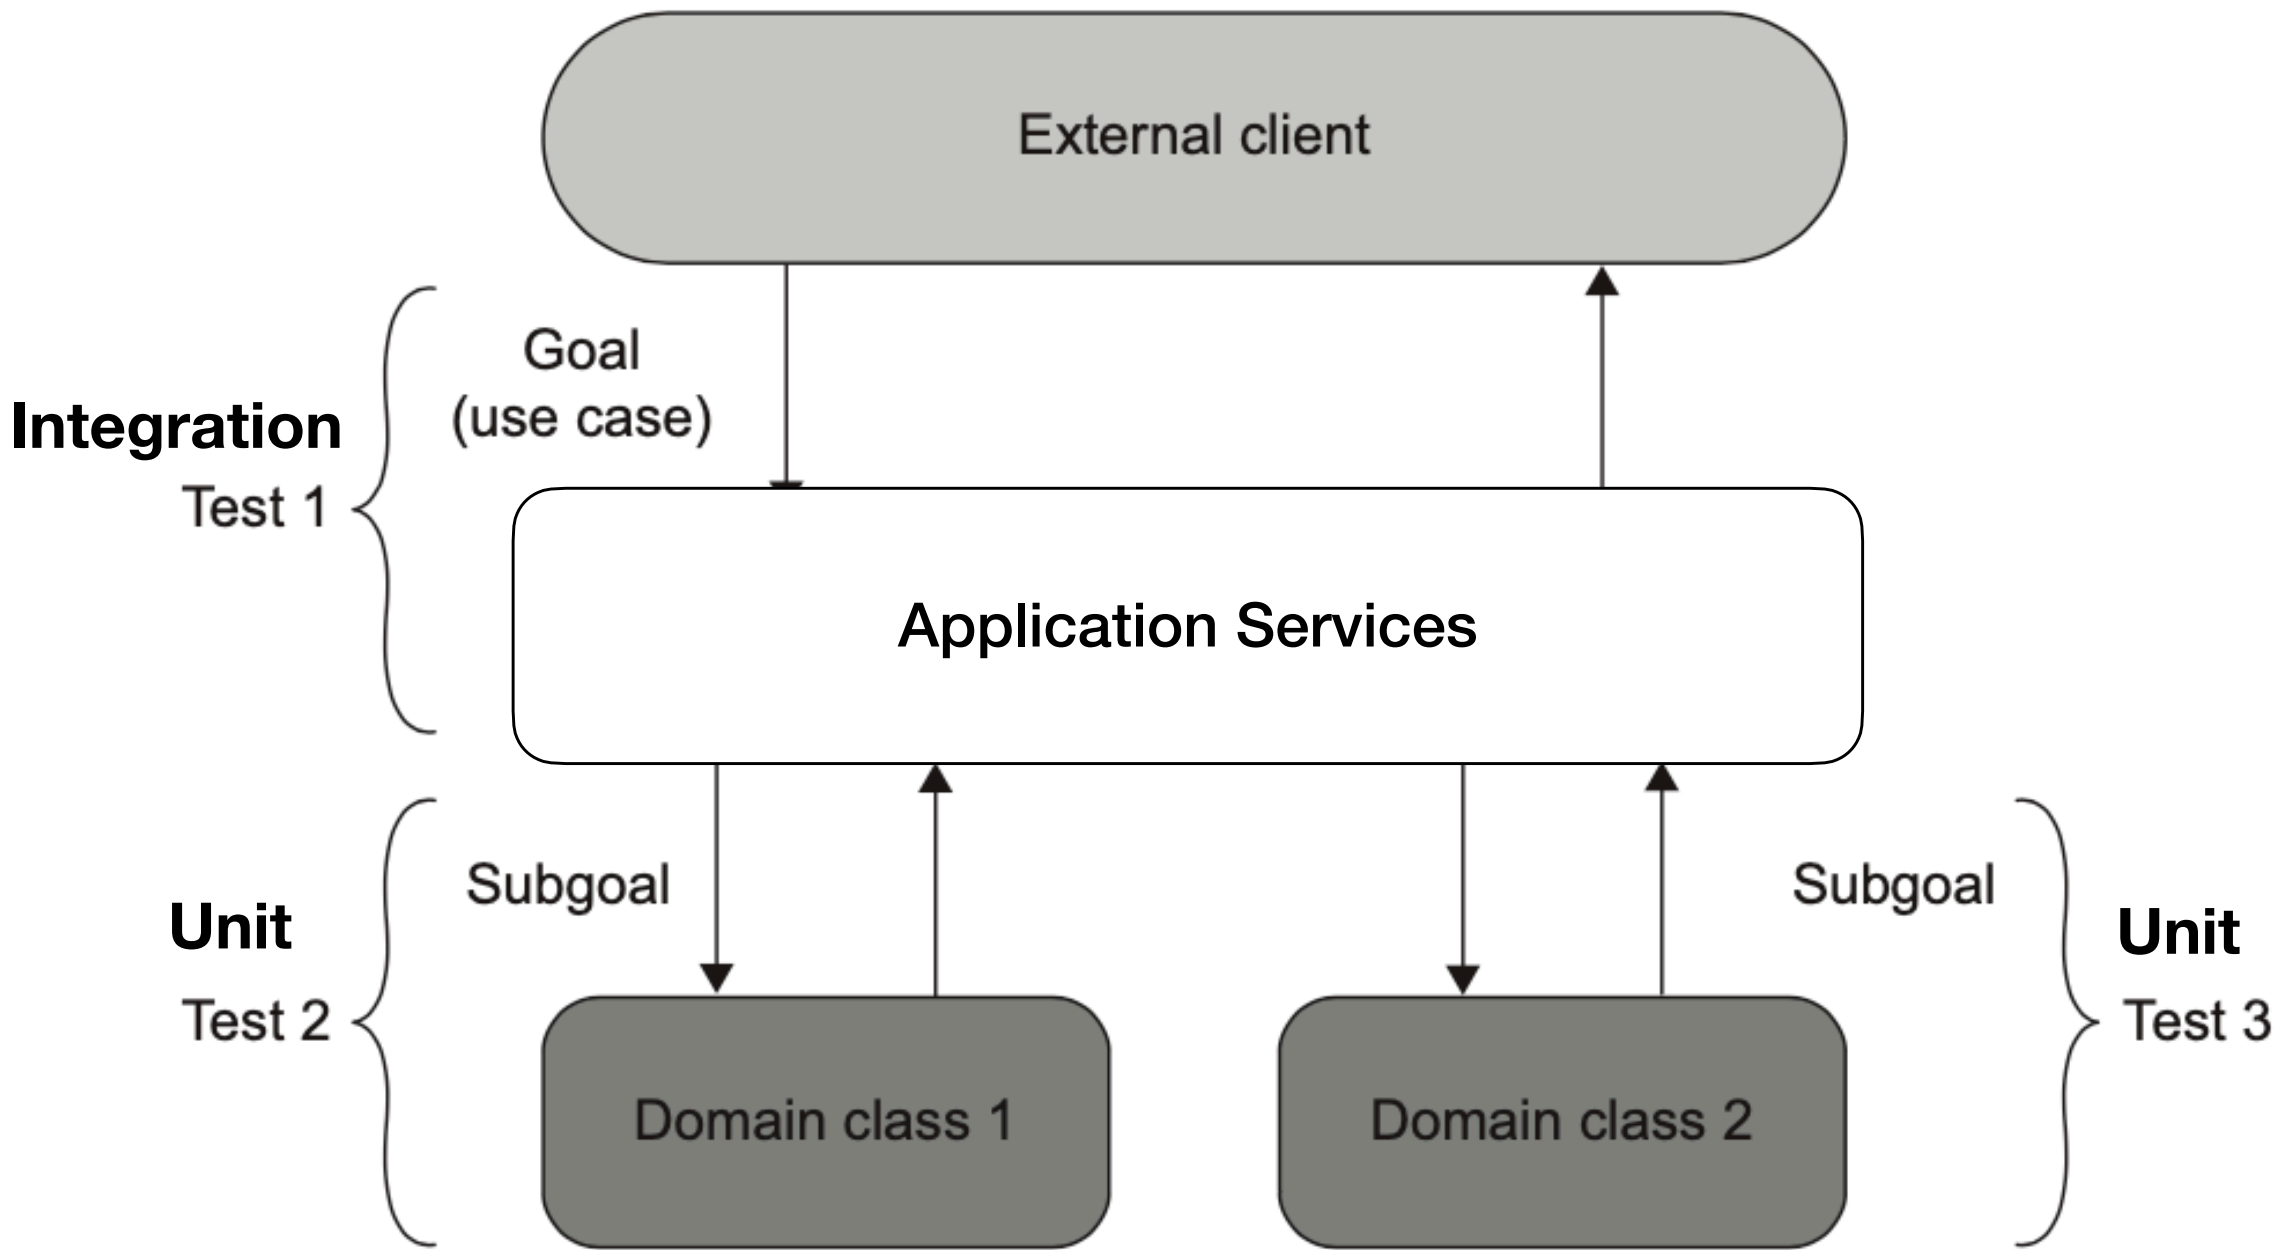 External client
Goal
(use case)
Integration
Test 1
Application Services
Subgoal
Subgoal
Unit
Test 2
Unit
Test 3
Domain class 1
Domain class 2